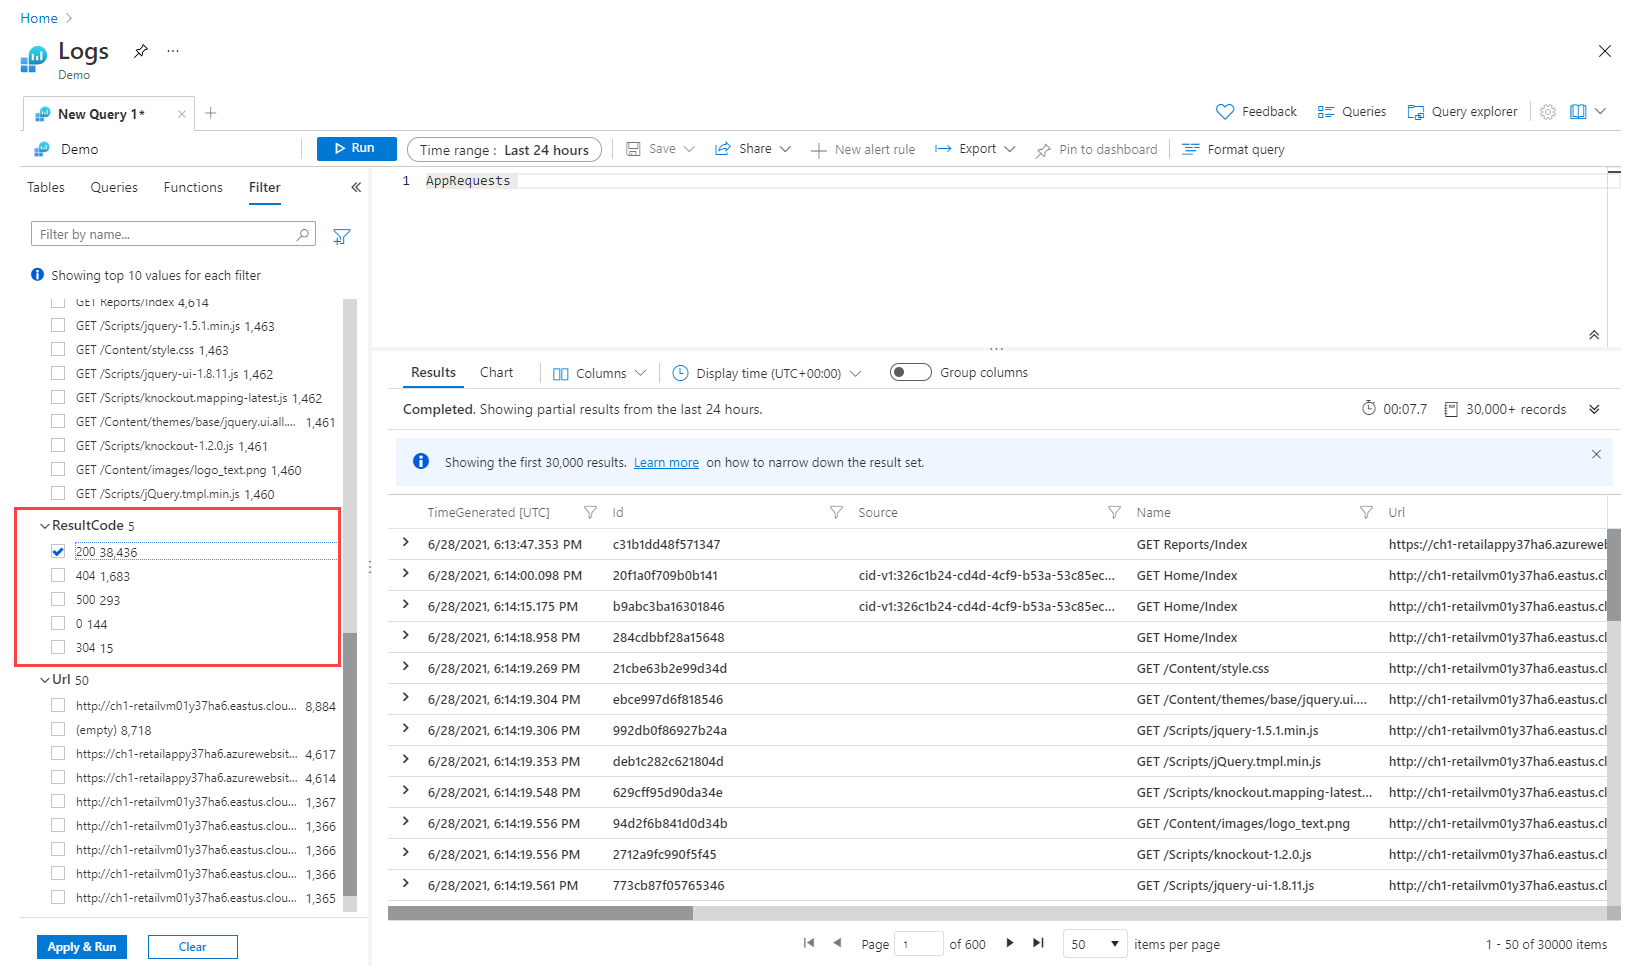 Home
Logs
Demo
New Query 1*
Feedback
Queries
Query explorer
Demo
Run
Time range : Last 24 hours
Save
Share
New alert rule
Export
Pin to dashboard
Format query
Tables
Queries
Functions
Filter
1 AppRequests
Filter by name...
Showing top 10 values for each filter
GET Reports/Index 4,614
GET /Scripts/jquery-1.5.1.min.js 1,463
GET /Content/style.css 1,463
GET /Scripts/jquery-ui-1.8.11.js 1,462
GET /Scripts/knockout.mapping-latest.js 1,462
GET /Content/themes/base/jquery.ui.all.... 1,461
GET /Scripts/knockout-1.2.0.js 1,461
GET /Content/images/logo_text.png 1,460
GET /Scripts/jQuery.tmpl.min.js 1,460
ResultCode 5
200 38,436
404 1,683
500 293
0 144
304 15
Url 50
http://ch1-retailvm01y37ha6.eastus.clou... 8,884
(empty) 8,718
https://ch1-retailappy37ha6.azurewebsit... 4,617
https://ch1-retailappy37ha6.azurewebsit... 4,614
http://ch1-retailvm01y37ha6.eastus.clou... 1,367
http://ch1-retailvm01y37ha6.eastus.clou... 1,366
http://ch1-retailvm01y37ha6.eastus.clou... 1,366
http://ch1-retailvm01y37ha6.eastus.clou... 1,366
http://ch1-retailvm01y37ha6.eastus.clou... 1,365
Apply & Run
Clear
Results
Chart
Columns
Display time (UTC+00:00)
Group columns
Completed. Showing partial results from the last 24 hours.
00:07.7
30,000+ records
Showing the first 30,000 results. Learn more on how to narrow down the result set.
TimeGenerated [UTC] Id Source Name Url
6/28/2021, 6:13:47.353 PM c31b1dd48f571347 GET Reports/Index https://ch1-retailappy37ha6.azurewe
6/28/2021, 6:14:00.098 PM 20f1a0f709b0b141 cid-v1:326c1b24-cd4d-4cf9-b53a-53c85ec... GET Home/Index http://ch1-retailvm01y37ha6.eastus.cl
6/28/2021, 6:14:15.175 PM b9abc3ba16301846 cid-v1:326c1b24-cd4d-4cf9-b53a-53c85ec... GET Home/Index http://ch1-retailvm01y37ha6.eastus.cl
6/28/2021, 6:14:18.958 PM 284cdbbf28a15648 GET Home/Index http://ch1-retailvm01y37ha6.eastus.cl
6/28/2021, 6:14:19.269 PM 21cbe63b2e99d34d GET /Content/style.css http://ch1-retailvm01y37ha6.eastus.cl
6/28/2021, 6:14:19.304 PM ebce997d6f818546 GET /Content/themes/base/jquery.ui.... http://ch1-retailvm01y37ha6.eastus.cl
6/28/2021, 6:14:19.306 PM 992db0f86927b24a GET /Scripts/jquery-1.5.1.min.js http://ch1-retailvm01y37ha6.eastus.cl
6/28/2021, 6:14:19.353 PM deb1c282c621804d GET /Scripts/jQuery.tmpl.min.js http://ch1-retailvm01y37ha6.eastus.cl
6/28/2021, 6:14:19.548 PM 629cff95d90da34e GET /Scripts/knockout.mapping-latest... http://ch1-retailvm01y37ha6.eastus.cl
6/28/2021, 6:14:19.556 PM 94d2f6b841d0d34b GET /Content/images/logo_text.png http://ch1-retailvm01y37ha6.eastus.cl
6/28/2021, 6:14:19.556 PM 2712a9fc990f5f45 GET /Scripts/knockout-1.2.0.js http://ch1-retailvm01y37ha6.eastus.cl
6/28/2021, 6:14:19.561 PM 773cb87f05765346 GET /Scripts/jquery-ui-1.8.11.js http://ch1-retailvm01y37ha6.eastus.cl
Page 1 of 600
50 items per page
1 - 50 of 30000 items